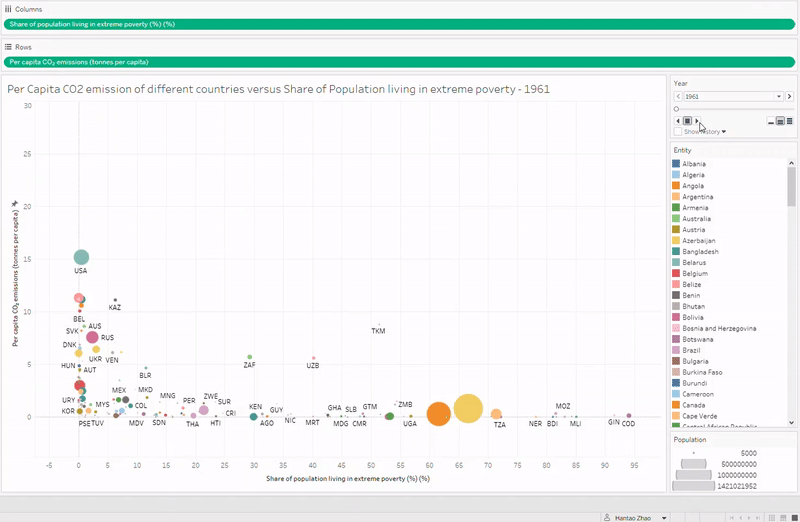 Columns
Share of population living in extreme poverty (%) (%)
Rows
Per capita CO₂ emissions (tonnes per capita)
Per Capita CO2 emission of different countries versus Share of Population living in extreme poverty - 1961
30
25
20
15
10
5
0
Per capita CO₂ emissions (tonnes per capita)
USA
KAZ
BEL
AUS
SVK
RUS
TKM
DNK
UKR
VEN
ZAF
UZB
HUN
AUT
BLR
MEX
MKD
MNG
PER
ZWE
SUR
URY
MYS
COL
KEN
GUY
GHA
SLB
GTM
ZMB
MOZ
KOR
CRI
PSE
TUV
MDV
SDN
THA
HTI
AGO
NIC
MRT
MDG
CMR
UGA
TZA
NER
BDI
MLI
GIN
COD
-5
0
5
10
15
20
25
30
35
40
45
50
55
60
65
70
75
80
85
90
95
Share of population living in extreme poverty (%) (%)
Year
1961
Show history
Entity
Albania
Algeria
Angola
Argentina
Armenia
Australia
Austria
Azerbaijan
Bangladesh
Belarus
Belgium
Belize
Benin
Bhutan
Bolivia
Bosnia and Herzegovina
Botswana
Brazil
Bulgaria
Burkina Faso
Burundi
Cameroon
Canada
Cape Verde
Central African Republic
Population
5000
500000000
1000000000
1421021952
Hantao Zhao